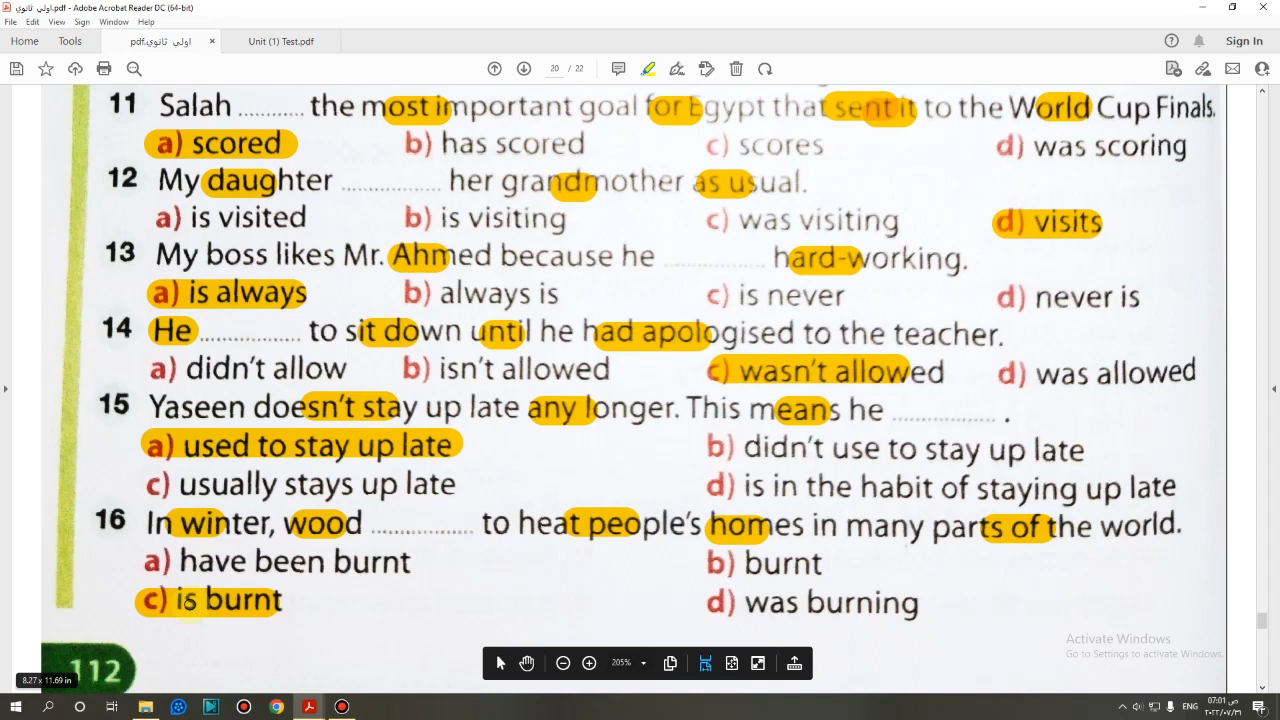 اولي ثانوي.pdf - Adobe Acrobat Reader DC (64-bit)
File Edit View Sign Window Help
Home Tools اولي ثانوي.pdf × Unit (1) Test.pdf Sign In
20 / 22
11 Salah ............ the most important goal for Egypt that sent it to the World Cup Finals.
a) scored b) has scored c) scores d) was scoring
12 My daughter .................. her grandmother as usual.
a) is visited b) is visiting c) was visiting d) visits
13 My boss likes Mr. Ahmed because he .................. hard-working.
a) is always b) always is c) is never d) never is
14 He .................. to sit down until he had apologised to the teacher.
a) didn't allow b) isn't allowed c) wasn't allowed d) was allowed
15 Yaseen doesn't stay up late any longer. This means he .................. .
a) used to stay up late b) didn't use to stay up late
c) usually stays up late d) is in the habit of staying up late
16 In winter, wood .................. to heat people's homes in many parts of the world.
a) have been burnt b) burnt
c) is burnt d) was burning
Activate Windows
Go to Settings to activate Windows.
112
8.27 x 11.69 in
205%
ENG 07:01 ص
٢٠٢٢/٠٧/٣١